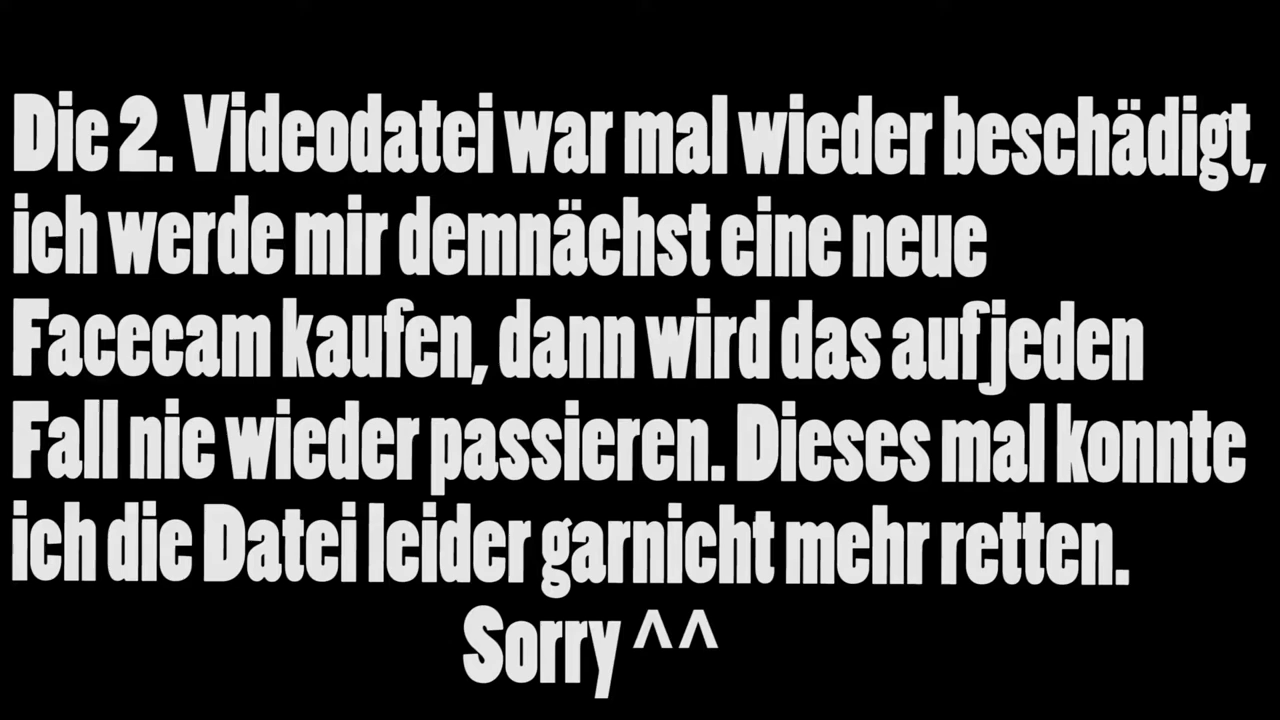 Die 2. Videodatei war mal wieder beschädigt,
ich werde mir demnächst eine neue
Facecam kaufen, dann wird das auf jeden
Fall nie wieder passieren. Dieses mal konnte
ich die Datei leider garnicht mehr retten.
Sorry ^^